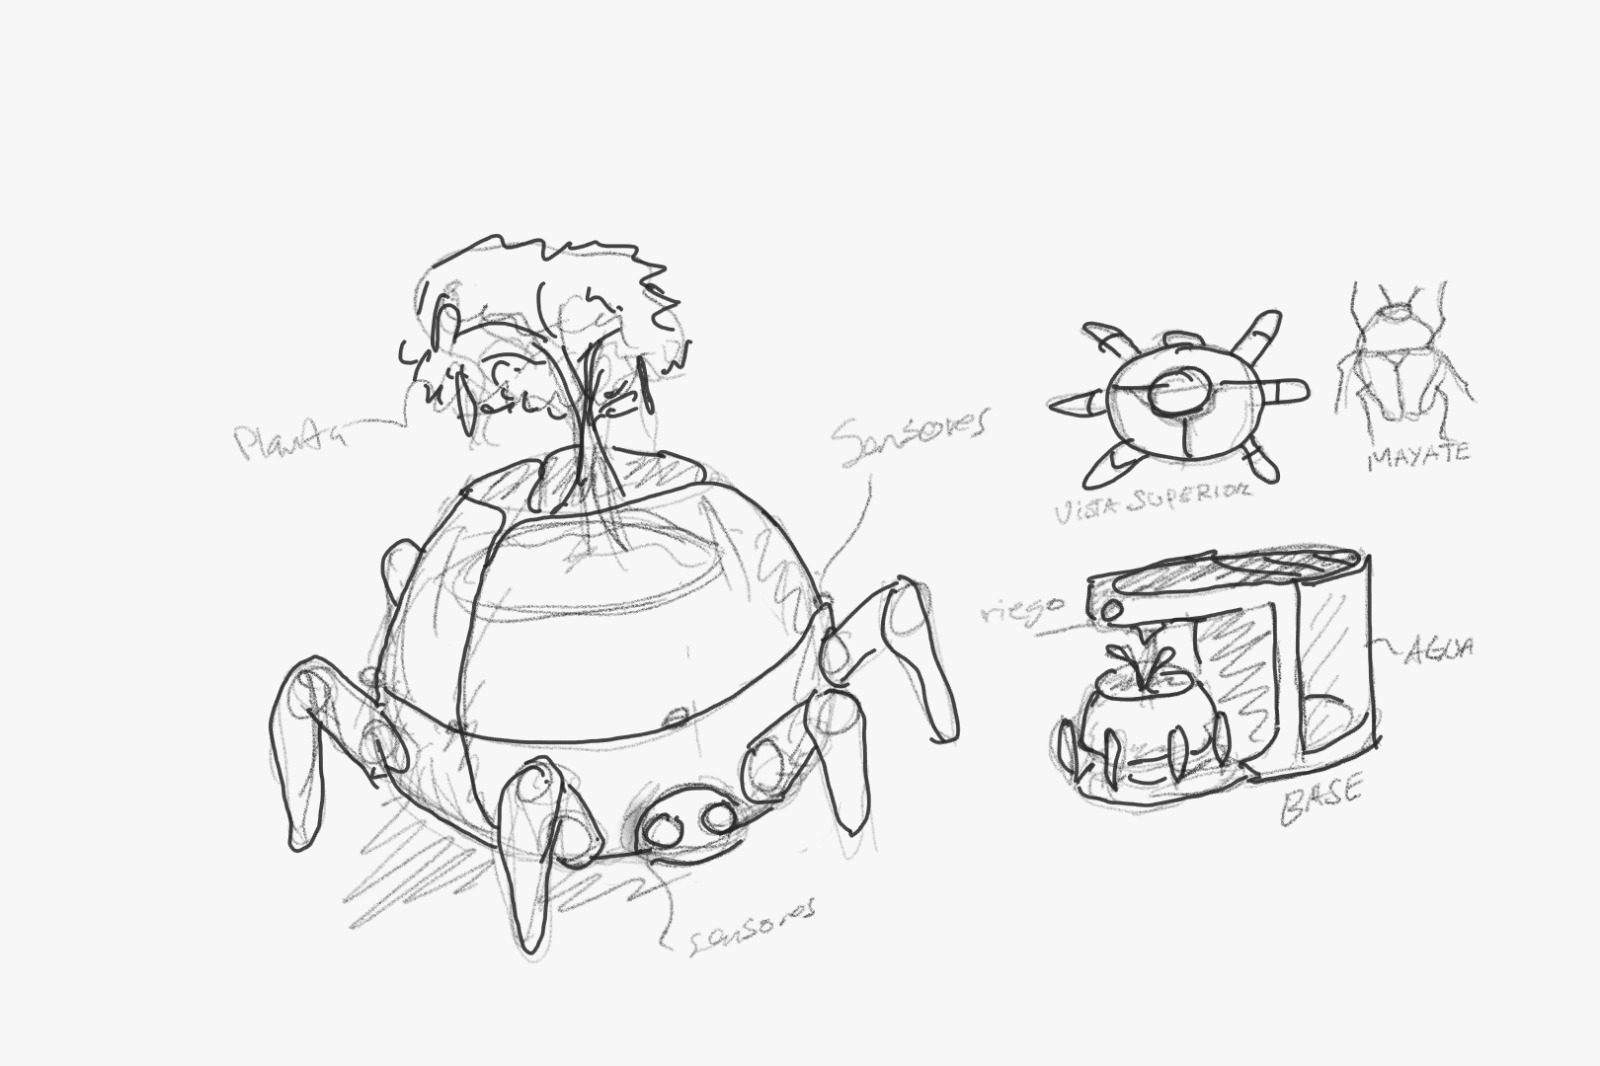 Planta
Sensores
sensores
VISTA SUPERIOR
MAYATE
riego
AGUA
BASE